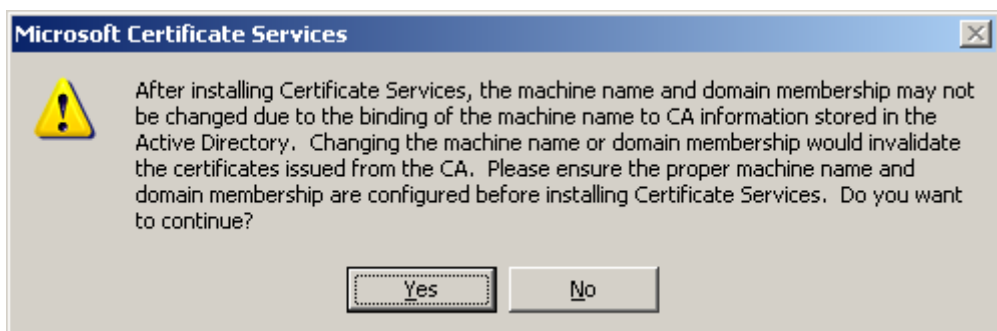 Microsoft Certificate Services
After installing Certificate Services, the machine name and domain membership may not
be changed due to the binding of the machine name to CA information stored in the
Active Directory.  Changing the machine name or domain membership would invalidate
the certificates issued from the CA.  Please ensure the proper machine name and
domain membership are configured before installing Certificate Services.  Do you want
to continue?
Yes
No